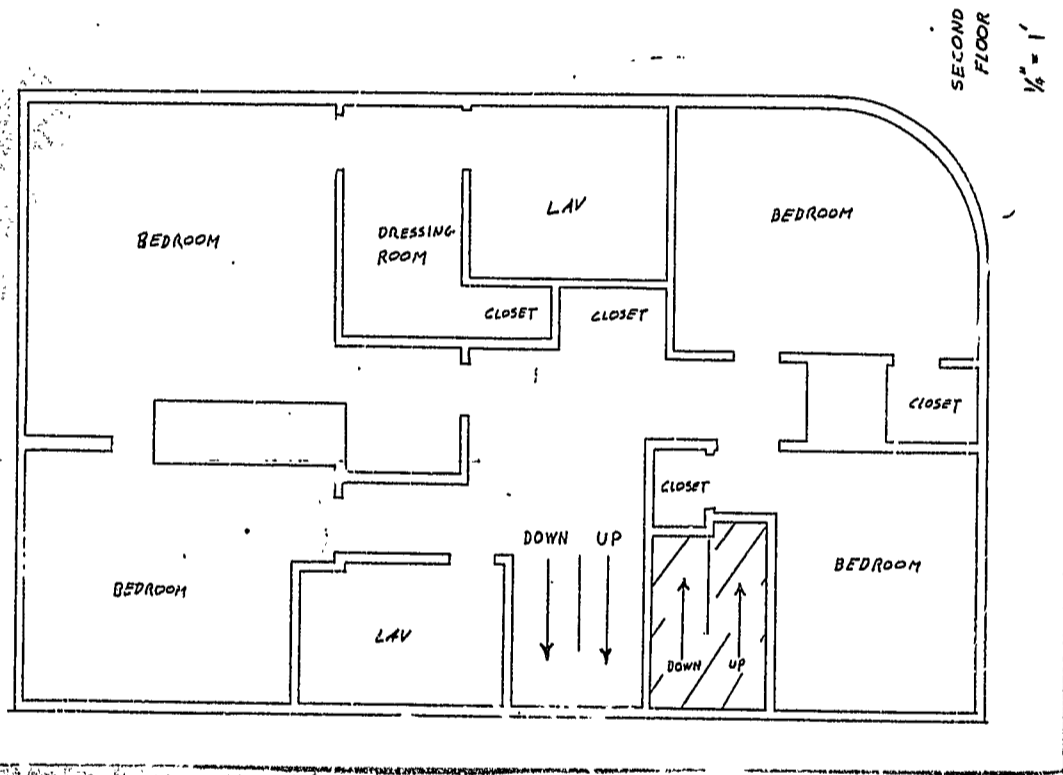 SECOND
FLOOR
1/4" = 1'
LAV
BEDROOM
BEDROOM
DRESSING
ROOM
CLOSET
CLOSET
CLOSET
CLOSET
DOWN UP
BEDROOM
BEDROOM
LAV
DOWN UP